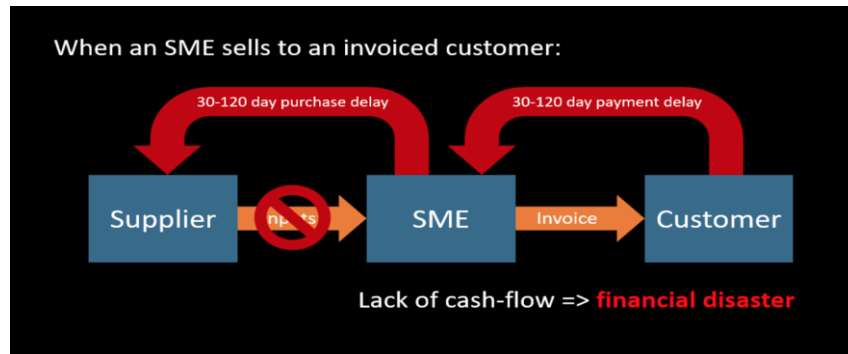 When an SME sells to an invoiced customer:
30-120 day purchase delay
30-120 day payment delay
Supplier
Inputs
SME
Invoice
Customer
Lack of cash-flow => financial disaster